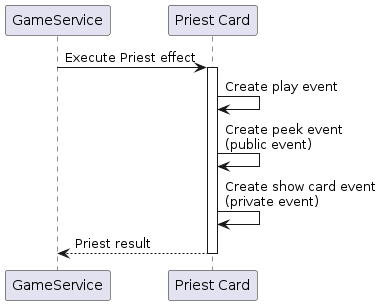 GameService
Priest Card
Execute Priest effect
Create play event
Create peek event
(public event)
Create show card event
(private event)
Priest result
GameService
Priest Card